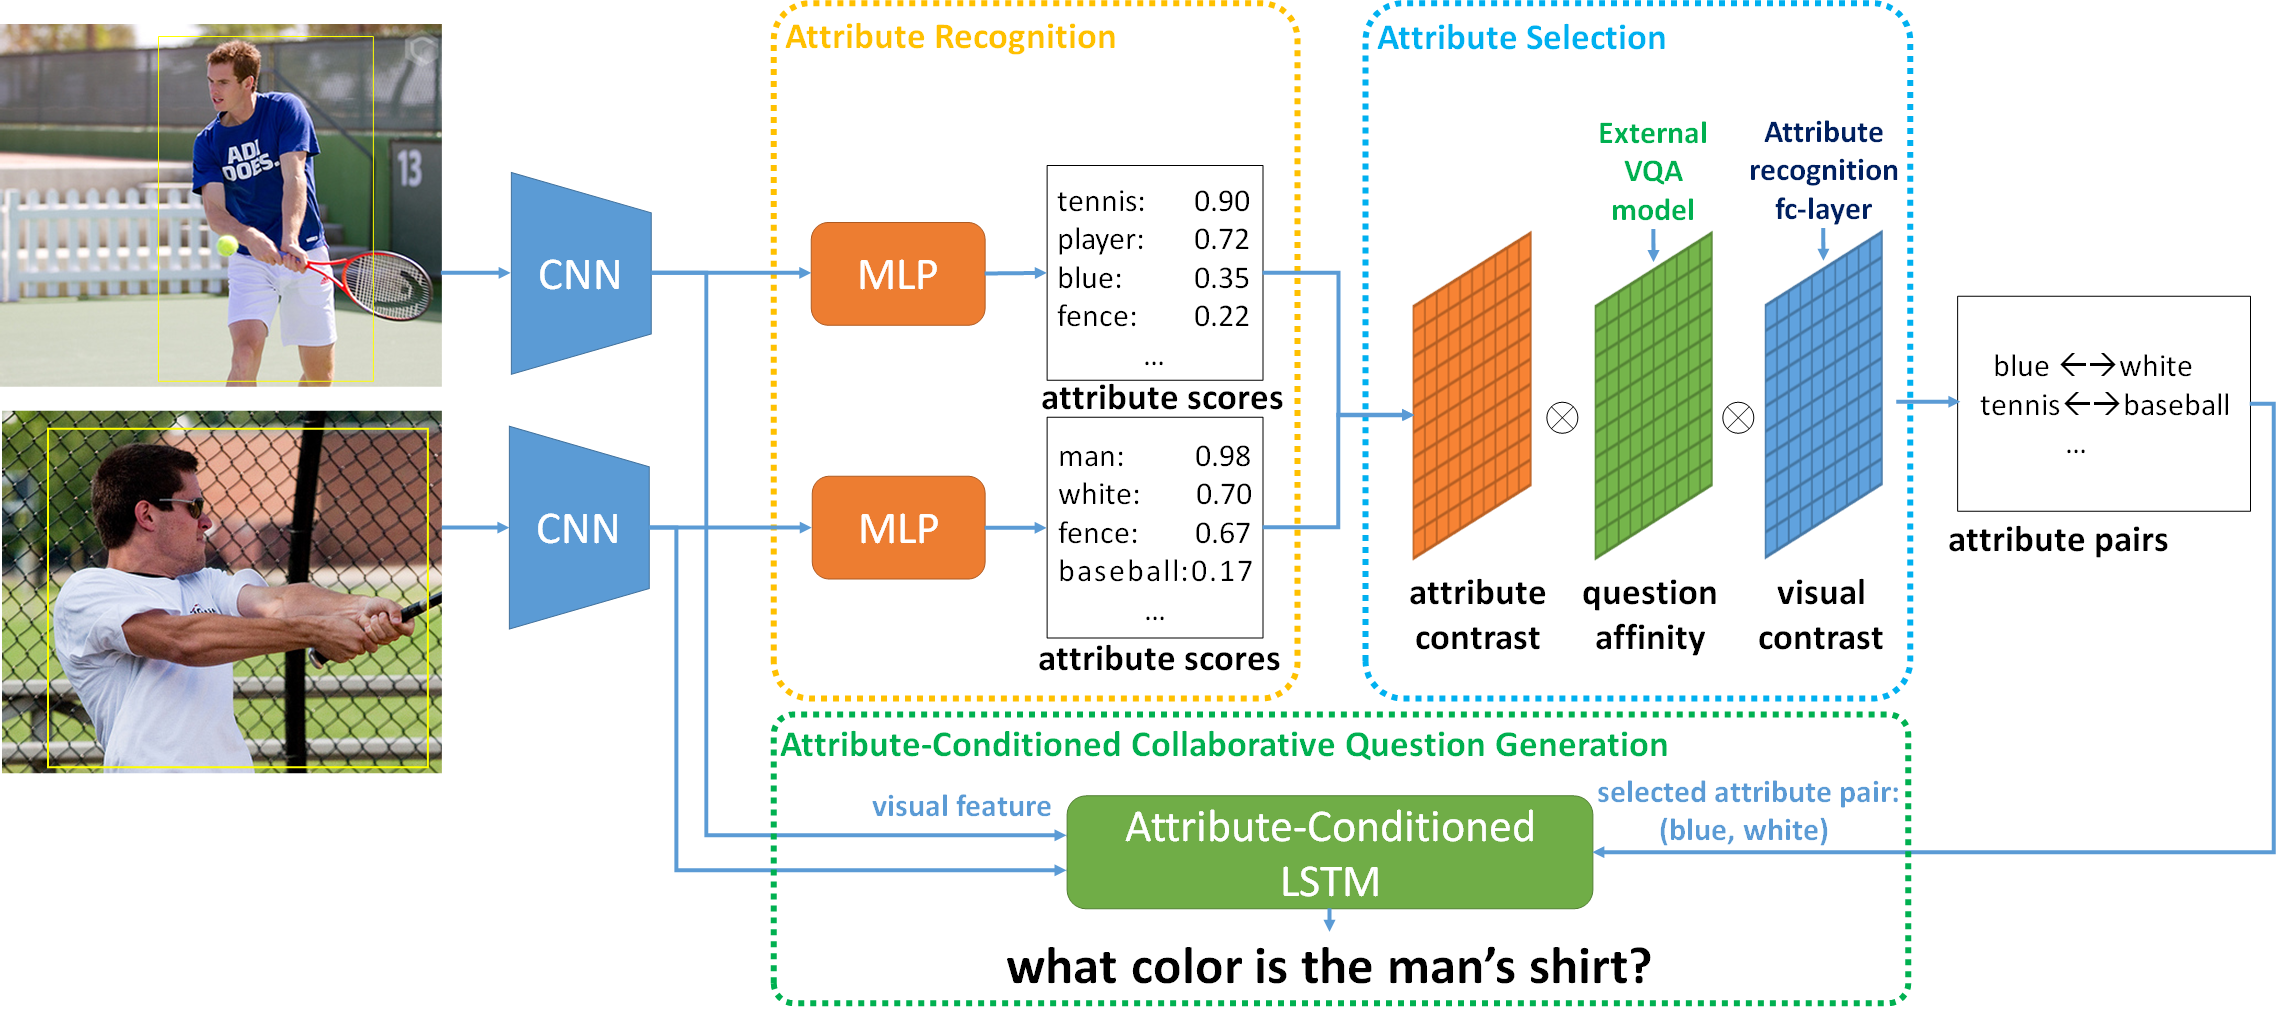 Attribute Recognition
Attribute Selection
ADI
DOES.
13
CNN
MLP
tennis: 0.90
player: 0.72
blue: 0.35
fence: 0.22
...
attribute scores
CNN
MLP
man: 0.98
white: 0.70
fence: 0.67
baseball: 0.17
...
attribute scores
External
VQA
model
Attribute
recognition
fc-layer
attribute
contrast
question
affinity
visual
contrast
blue ←→ white
tennis ←→ baseball
...
attribute pairs
Attribute-Conditioned Collaborative Question Generation
visual feature
selected attribute pair:
(blue, white)
Attribute-Conditioned
LSTM
what color is the man's shirt?